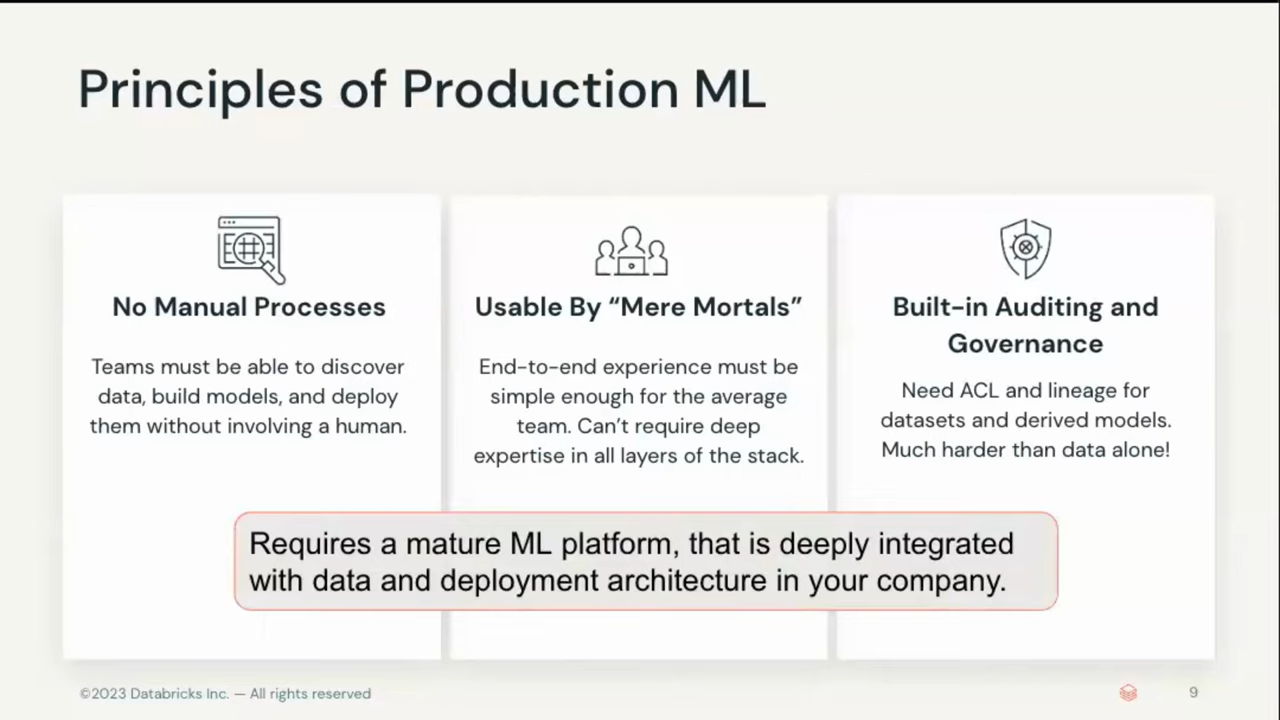 Principles of Production ML
No Manual Processes
Teams must be able to discover
data, build models, and deploy
them without involving a human.
Usable By “Mere Mortals”
End-to-end experience must be
simple enough for the average
team. Can’t require deep
expertise in all layers of the stack.
Built-in Auditing and
Governance
Need ACL and lineage for
datasets and derived models.
Much harder than data alone!
Requires a mature ML platform, that is deeply integrated
with data and deployment architecture in your company.
©2023 Databricks Inc. — All rights reserved
9